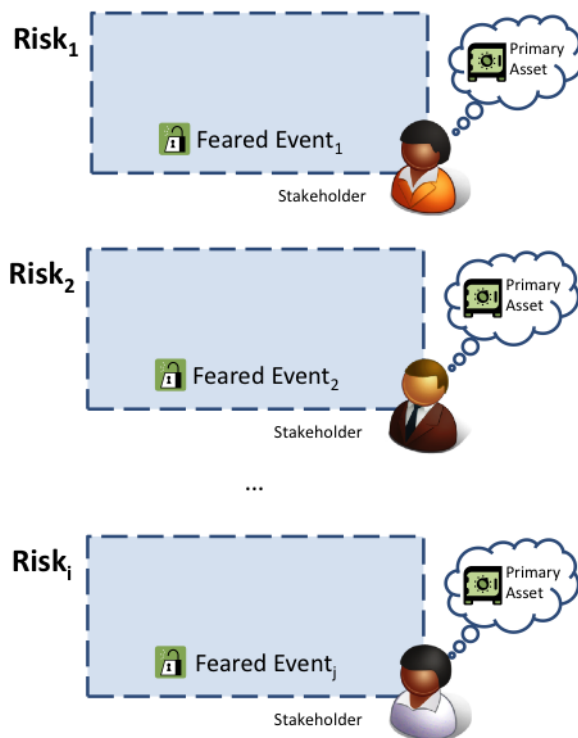 Risk₁
Primary
Asset
Feared Event₁
Stakeholder
Risk₂
Primary
Asset
Feared Event₂
Stakeholder
...
Riskᵢ
Primary
Asset
Feared Eventⱼ
Stakeholder